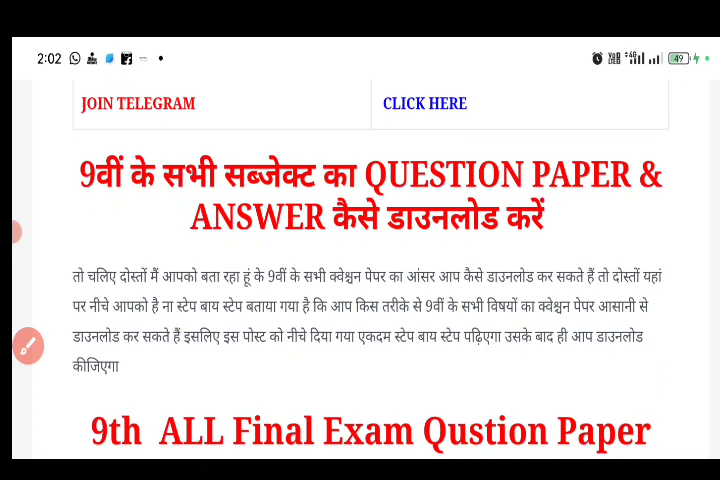 2:02
49
JOIN TELEGRAM
CLICK HERE
9वीं के सभी सब्जेक्ट का QUESTION PAPER &
ANSWER कैसे डाउनलोड करें
तो चलिए दोस्तों मैं आपको बता रहा हूं के 9वीं के सभी क्वेश्चन पेपर का आंसर आप कैसे डाउनलोड कर सकते हैं तो दोस्तों यहां
पर नीचे आपको है ना स्टेप बाय स्टेप बताया गया है कि आप किस तरीके से 9वीं के सभी विषयों का क्वेश्चन पेपर आसानी से
डाउनलोड कर सकते हैं इसलिए इस पोस्ट को नीचे दिया गया एकदम स्टेप बाय स्टेप पढ़िएगा उसके बाद ही आप डाउनलोड
कीजिएगा
9th ALL Final Exam Qustion Paper